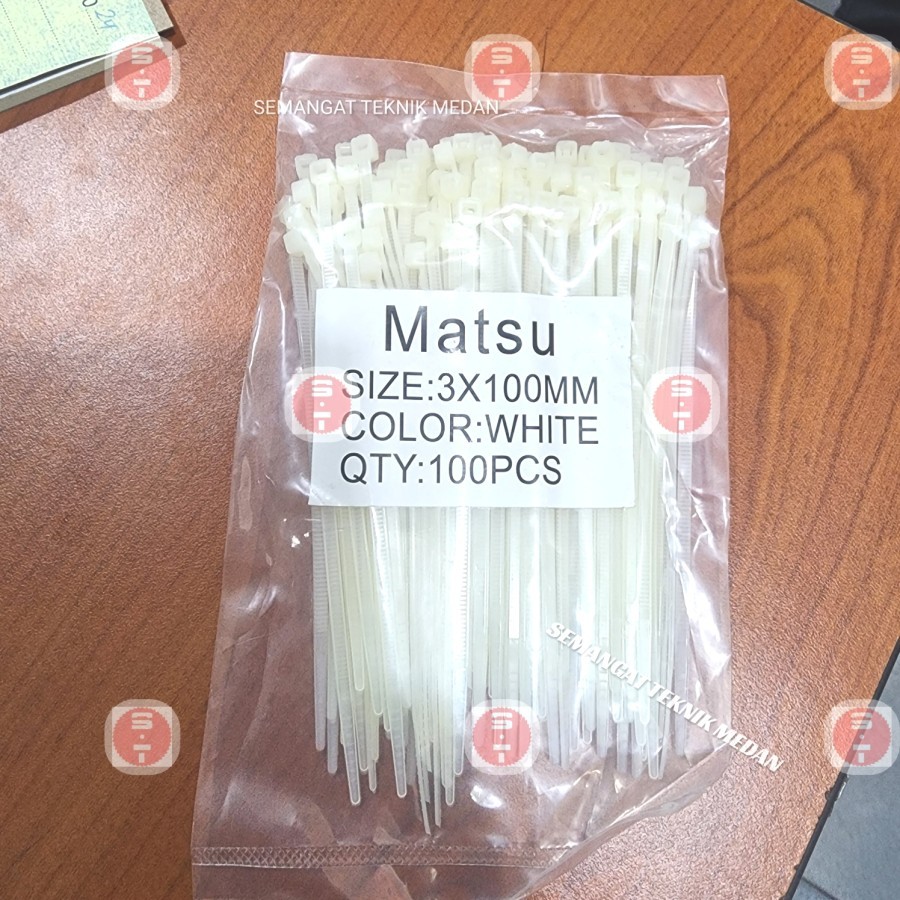 SEMANGAT TEKNIK MEDAN
Matsu
SIZE:3X100MM
COLOR:WHITE
QTY:100PCS
SEMANGAT TEKNIK MEDAN
S.T
S.T
S.T
S.T
S.T
S.T
S.T
S.T